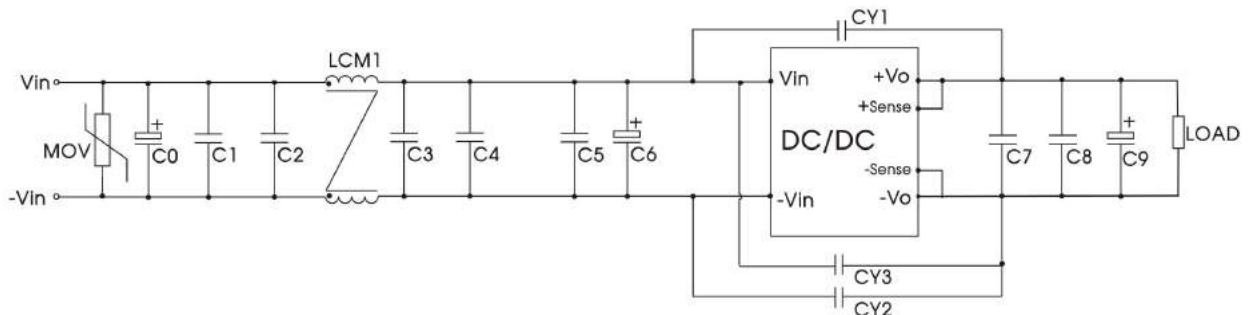 CY1
LCM1
Vin
Vin
+Vo
+Sense
MOV
+
C0
C1
C2
C3
C4
C5
+
C6
DC/DC
C7
C8
+
C9
LOAD
-Sense
-Vin
-Vin
-Vo
CY3
CY2